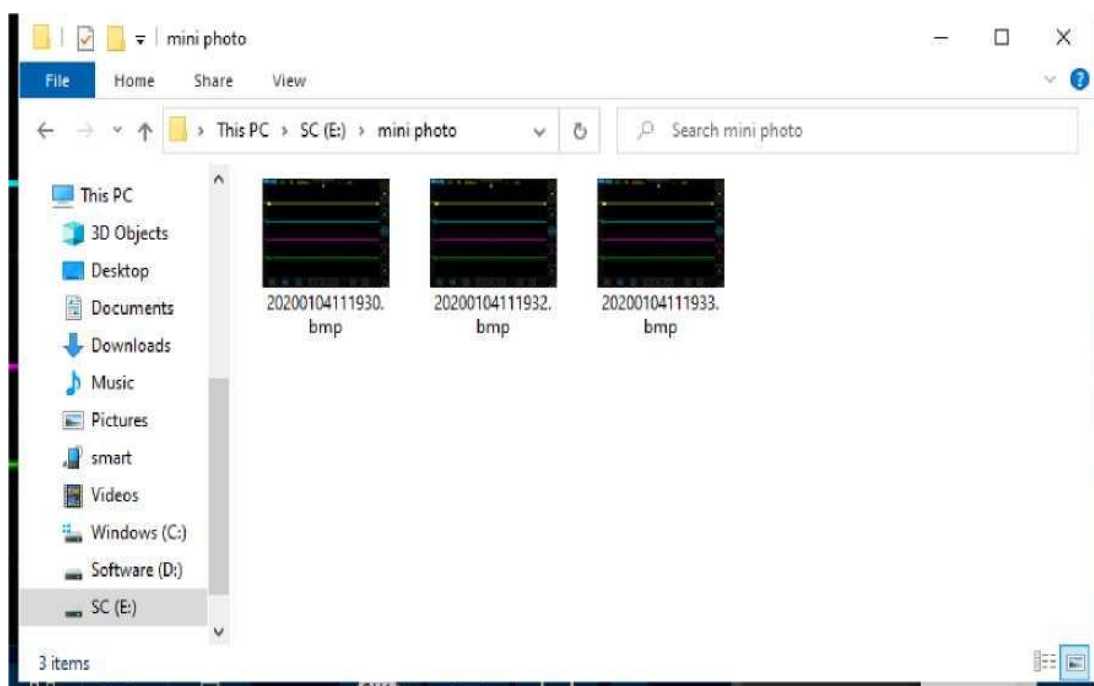 mini photo
File Home Share View
This PC > SC (E:) > mini photo
Search mini photo
This PC
3D Objects
Desktop
Documents
Downloads
Music
Pictures
smart
Videos
Windows (C:)
Software (D:)
SC (E:)
20200104111930.
bmp
20200104111932.
bmp
20200104111933.
bmp
3 items